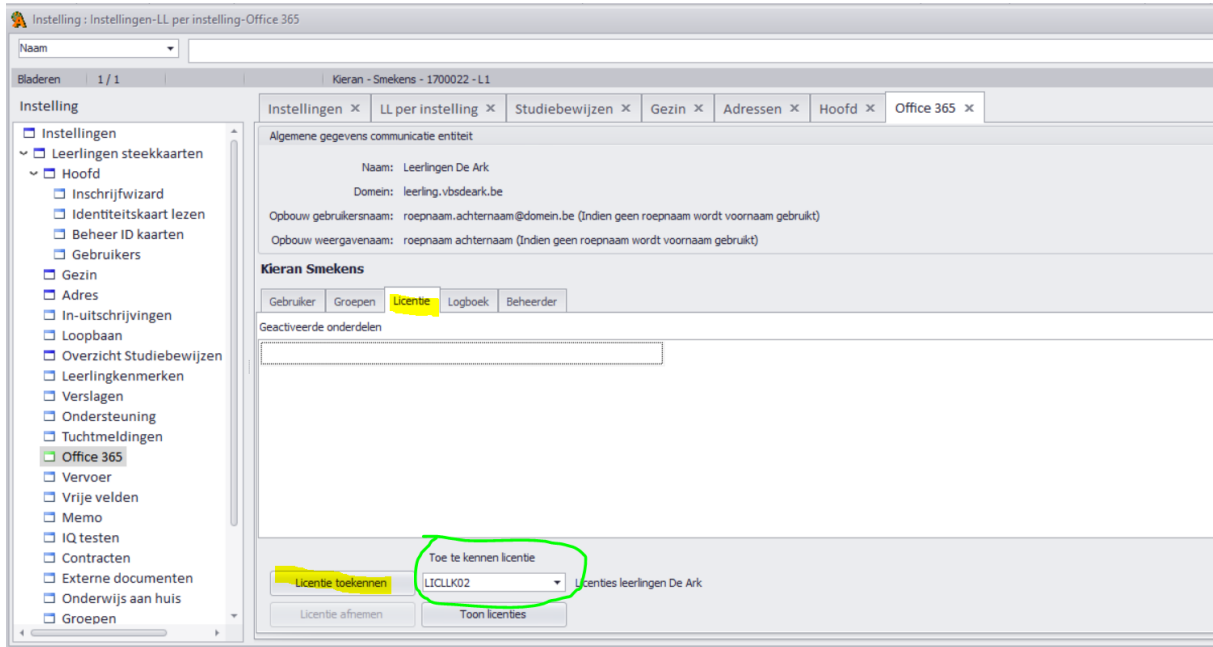 Instelling : Instellingen-LL per instelling-Office 365
Naam
Bladeren 1 / 1 Kieran - Smekens - 1700022 - L1
Instelling
Instellingen
Leerlingen steekkaarten
Hoofd
Inschrijfwizard
Identiteitskaart lezen
Beheer ID kaarten
Gebruikers
Gezin
Adres
In-uitschrijvingen
Loopbaan
Overzicht Studiebewijzen
Leerlingkenmerken
Verslagen
Ondersteuning
Tuchtmeldingen
Office 365
Vervoer
Vrije velden
Memo
IQ testen
Contracten
Externe documenten
Onderwijs aan huis
Groepen
Instellingen × LL per instelling × Studiebewijzen × Gezin × Adressen × Hoofd × Office 365 ×
Algemene gegevens communicatie entiteit
Naam: Leerlingen De Ark
Domein: leerling.vbsdeark.be
Opbouw gebruikersnaam: roepnaam.achternaam@domein.be (Indien geen roepnaam wordt voornaam gebruikt)
Opbouw weergavenaam: roepnaam achternaam (Indien geen roepnaam wordt voornaam gebruikt)
Kieran Smekens
Gebruiker Groepen Licentie Logboek Beheerder
Geactiveerde onderdelen
Toe te kennen licentie
Licentie toekennen LICLLK02 Licenties leerlingen De Ark
Licentie afnemen Toon licenties